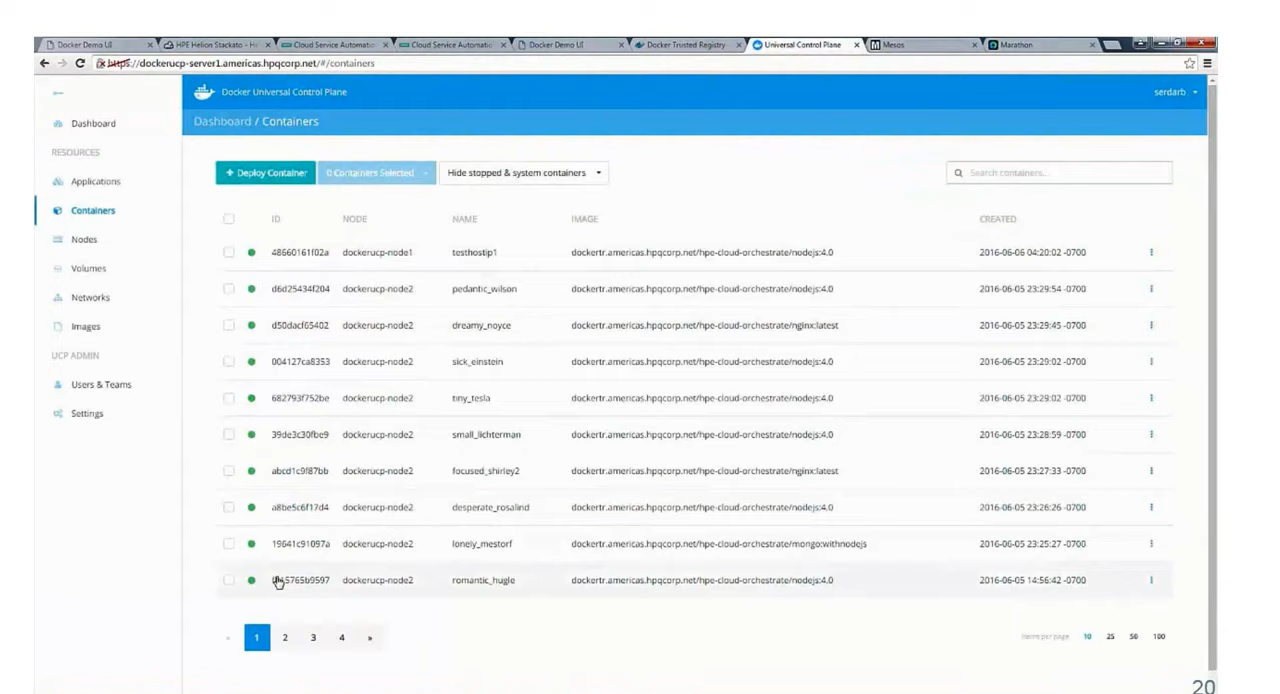 Docker Demo UI
HPE Helion Stackato - H
Cloud Service Automatio
Cloud Service Automatio
Docker Demo UI
Docker Trusted Registry
Universal Control Plane
Mesos
Marathon
https://dockerucp-server1.americas.hpqcorp.net/#/containers
Docker Universal Control Plane
serdarb
Dashboard
Dashboard / Containers
RESOURCES
Applications
Containers
Nodes
Volumes
Networks
Images
UCP ADMIN
Users & Teams
Settings
+ Deploy Container
0 Containers Selected
Hide stopped & system containers
Search containers...
ID NODE NAME IMAGE CREATED
48660161f02a dockerucp-node1 testhostip1 dockertr.americas.hpqcorp.net/hpe-cloud-orchestrate/nodejs:4.0 2016-06-06 04:20:02 -0700
d6d25434f204 dockerucp-node2 pedantic_wilson dockertr.americas.hpqcorp.net/hpe-cloud-orchestrate/nodejs:4.0 2016-06-05 23:29:54 -0700
d50dacf65402 dockerucp-node2 dreamy_noyce dockertr.americas.hpqcorp.net/hpe-cloud-orchestrate/nginx:latest 2016-06-05 23:29:45 -0700
004127ca8353 dockerucp-node2 sick_einstein dockertr.americas.hpqcorp.net/hpe-cloud-orchestrate/nodejs:4.0 2016-06-05 23:29:02 -0700
682793f752be dockerucp-node2 tiny_tesla dockertr.americas.hpqcorp.net/hpe-cloud-orchestrate/nodejs:4.0 2016-06-05 23:29:02 -0700
39de3c30fbe9 dockerucp-node2 small_lichterman dockertr.americas.hpqcorp.net/hpe-cloud-orchestrate/nodejs:4.0 2016-06-05 23:28:59 -0700
abcd1c9f87bb dockerucp-node2 focused_shirley2 dockertr.americas.hpqcorp.net/hpe-cloud-orchestrate/nginx:latest 2016-06-05 23:27:33 -0700
a8be5c6f17d4 dockerucp-node2 desperate_rosalind dockertr.americas.hpqcorp.net/hpe-cloud-orchestrate/nodejs:4.0 2016-06-05 23:26:26 -0700
19641c91097a dockerucp-node2 lonely_mestorf dockertr.americas.hpqcorp.net/hpe-cloud-orchestrate/mongo:withnodejs 2016-06-05 23:25:27 -0700
dockerucp-node2 romantic_hugle dockertr.americas.hpqcorp.net/hpe-cloud-orchestrate/nodejs:4.0 2016-06-05 14:56:42 -0700
« 1 2 3 4 »
Items per page 10 25 50 100
20